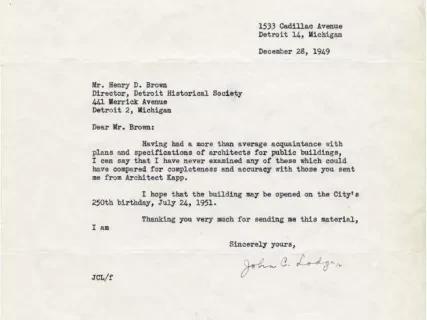 1533 Cadillac Avenue
Detroit 14, Michigan
December 28, 1949
Mr. Henry D. Brown
Director, Detroit Historical Society
441 Merrick Avenue
Detroit 2, Michigan
Dear Mr. Brown:
Having had a more than average acquaintance with
plans and specifications of architects for public buildings,
I can say that I have never examined any of these which could
have compared for completeness and accuracy with those you sent
me from Architect Kapp.
I hope that the building may be opened on the City's
250th birthday, July 24, 1951.
Thanking you very much for sending me this material,
I am
Sincerely yours,
John C. Lodge
JCL/f